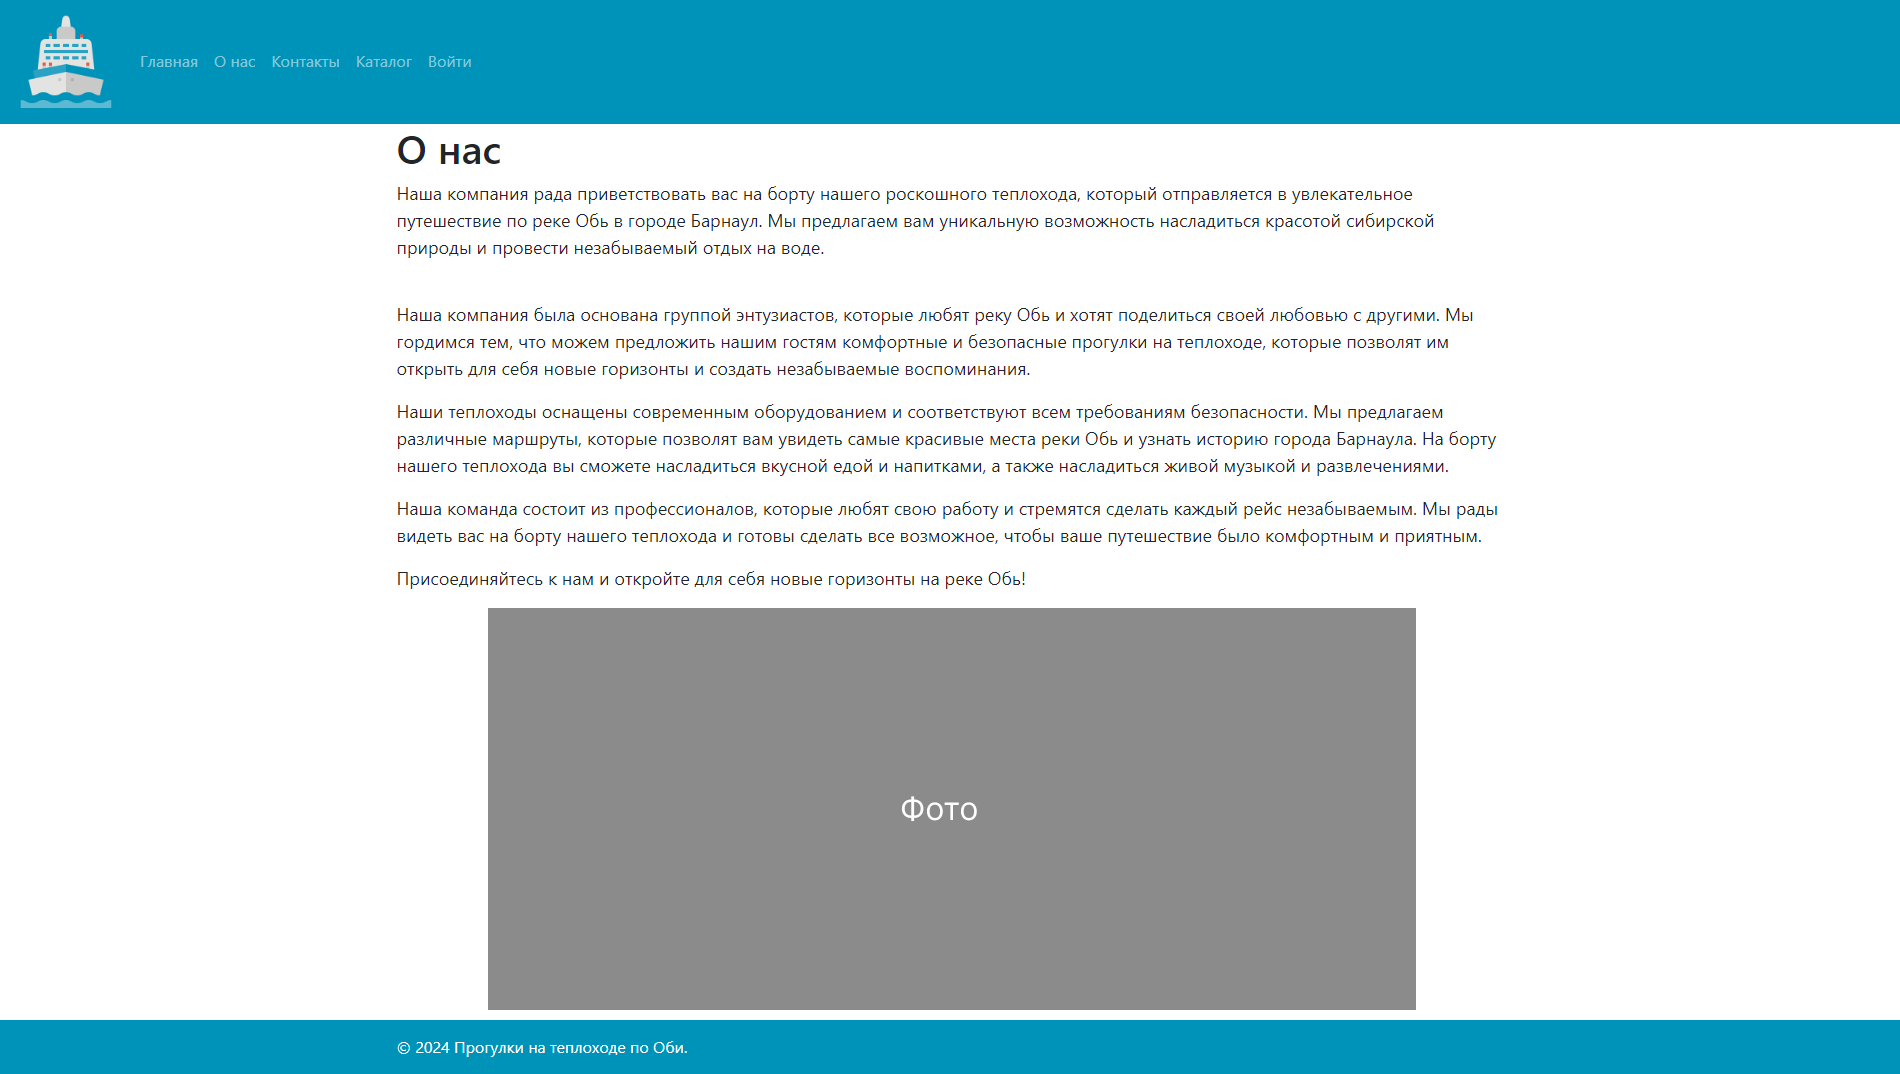 Главная О нас Контакты Каталог Войти
О нас
Наша компания рада приветствовать вас на борту нашего роскошного теплохода, который отправляется в увлекательное
путешествие по реке Обь в городе Барнаул. Мы предлагаем вам уникальную возможность насладиться красотой сибирской
природы и провести незабываемый отдых на воде.
Наша компания была основана группой энтузиастов, которые любят реку Обь и хотят поделиться своей любовью с другими. Мы
гордимся тем, что можем предложить нашим гостям комфортные и безопасные прогулки на теплоходе, которые позволят им
открыть для себя новые горизонты и создать незабываемые воспоминания.
Наши теплоходы оснащены современным оборудованием и соответствуют всем требованиям безопасности. Мы предлагаем
различные маршруты, которые позволят вам увидеть самые красивые места реки Обь и узнать историю города Барнаула. На борту
нашего теплохода вы сможете насладиться вкусной едой и напитками, а также насладиться живой музыкой и развлечениями.
Наша команда состоит из профессионалов, которые любят свою работу и стремятся сделать каждый рейс незабываемым. Мы рады
видеть вас на борту нашего теплохода и готовы сделать все возможное, чтобы ваше путешествие было комфортным и приятным.
Присоединяйтесь к нам и откройте для себя новые горизонты на реке Обь!
Фото
© 2024 Прогулки на теплоходе по Оби.